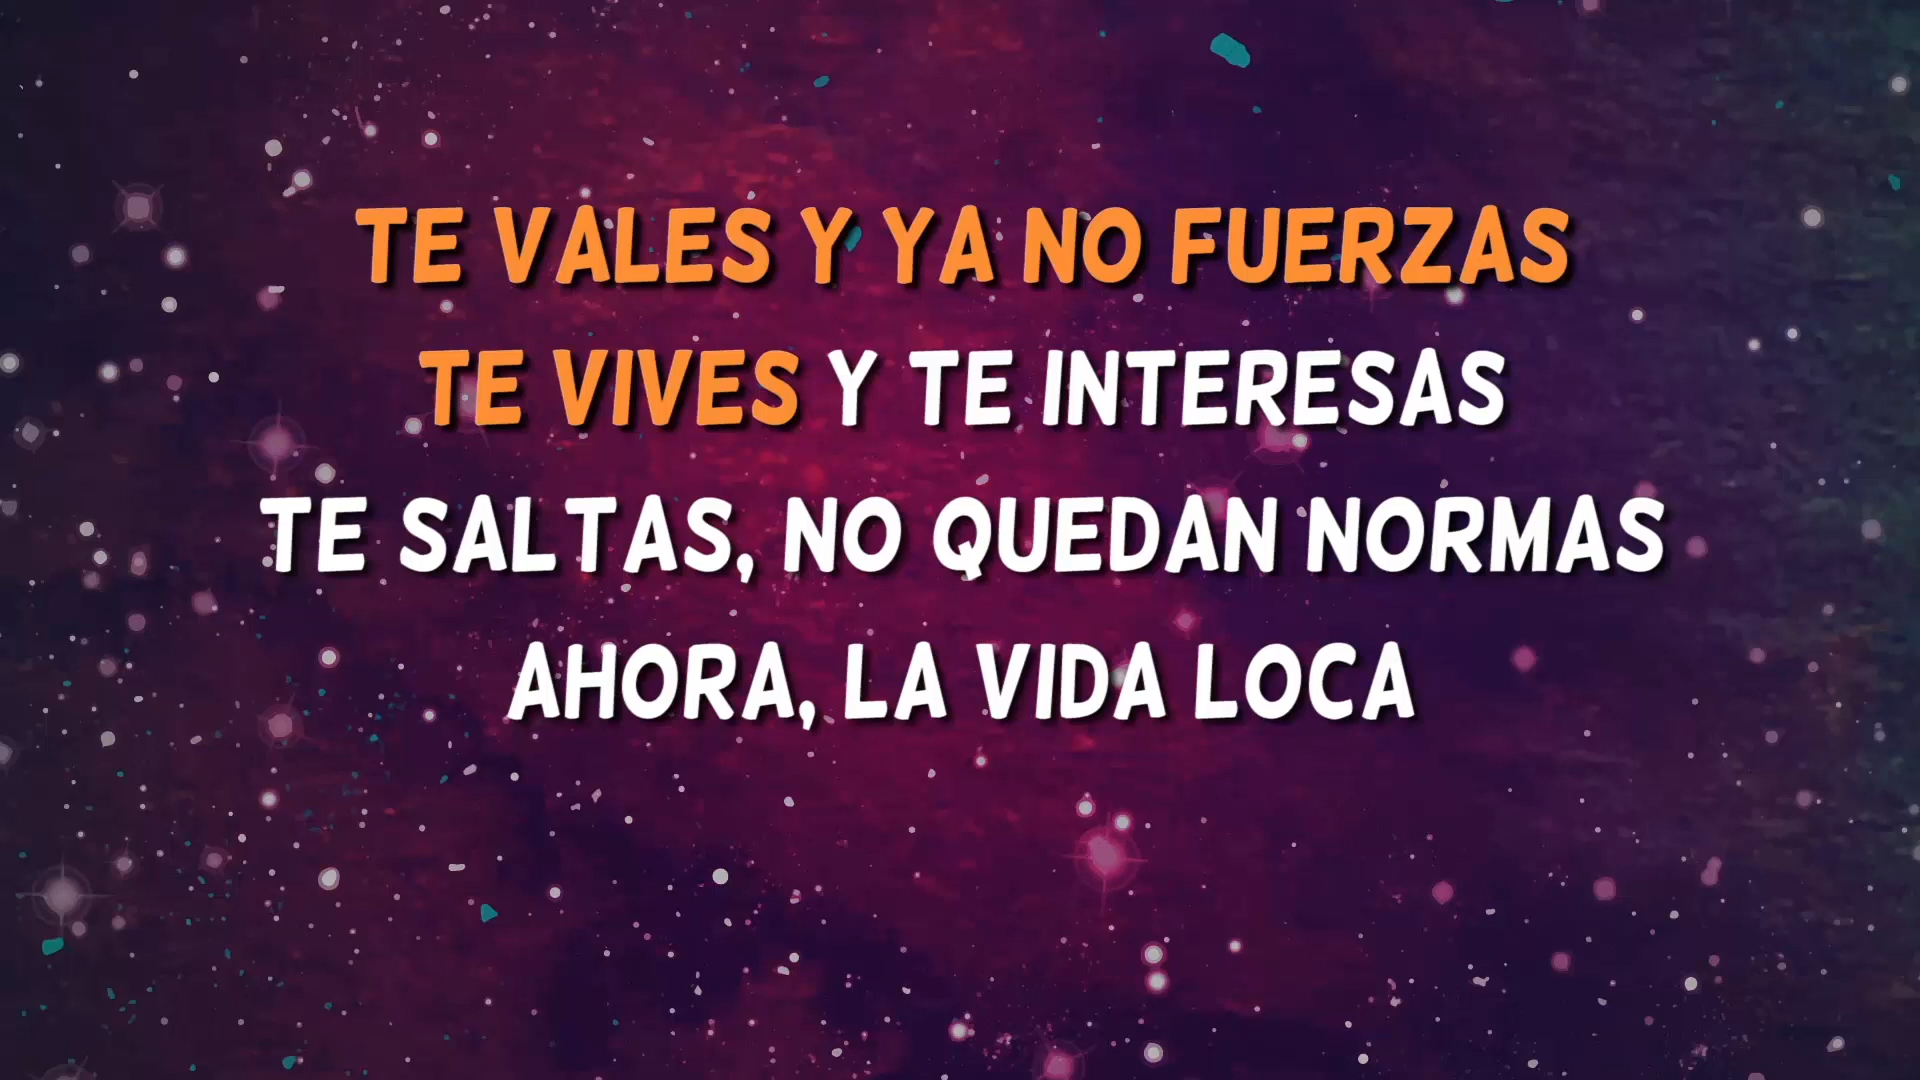 TE VALES Y YA NO FUERZAS
TE VIVES Y TE INTERESAS
TE SALTAS, NO QUEDAN NORMAS
AHORA, LA VIDA LOCA